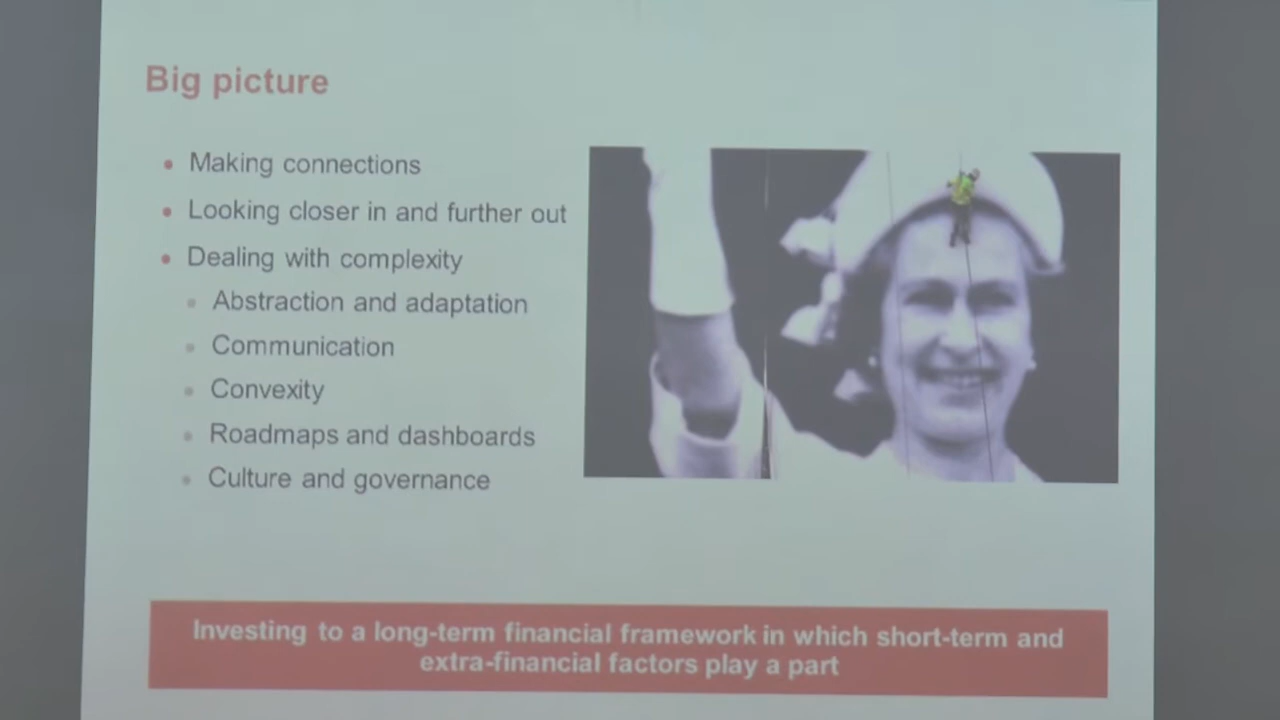 Big picture
Making connections
Looking closer in and further out
Dealing with complexity
Abstraction and adaptation
Communication
Convexity
Roadmaps and dashboards
Culture and governance
Investing to a long-term financial framework in which short-term and
extra-financial factors play a part